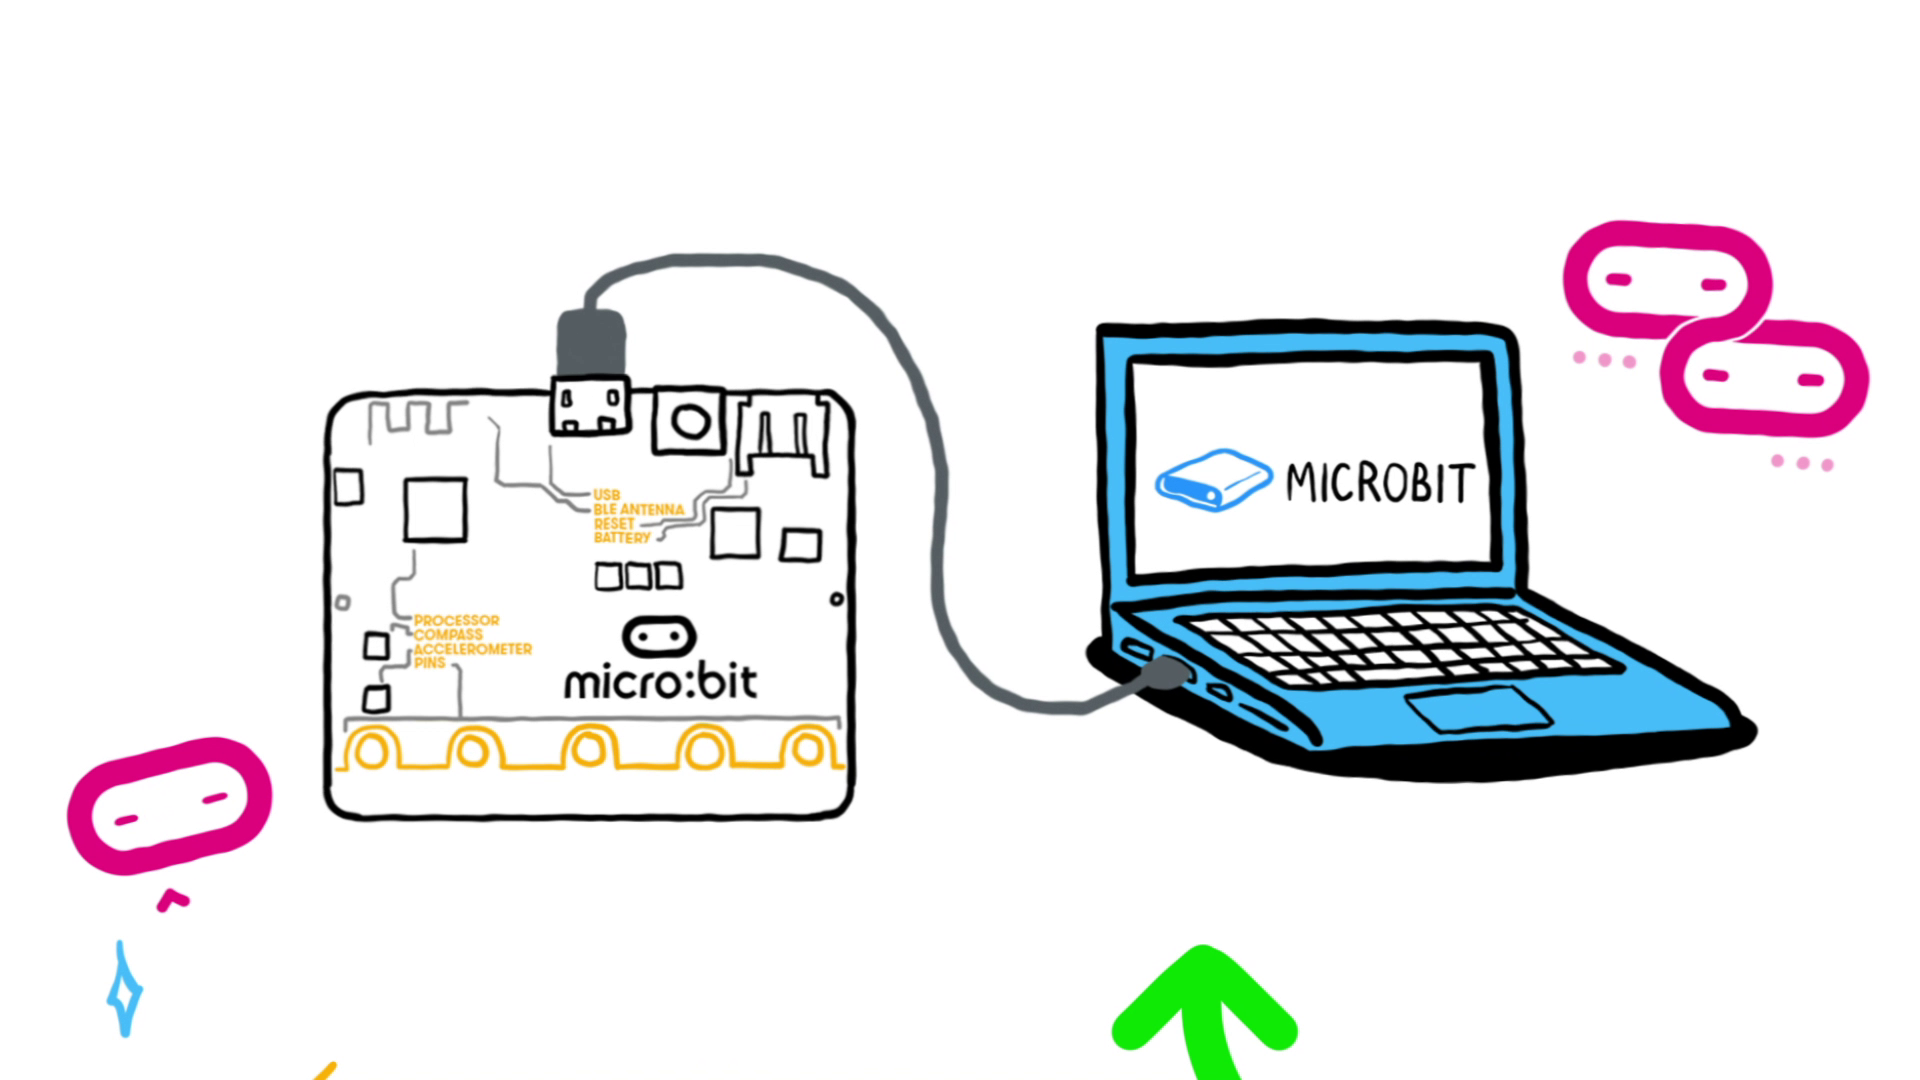 USB
BLE ANTENNA
RESET
BATTERY
PROCESSOR
COMPASS
ACCELEROMETER
PINS
micro:bit
MICROBIT